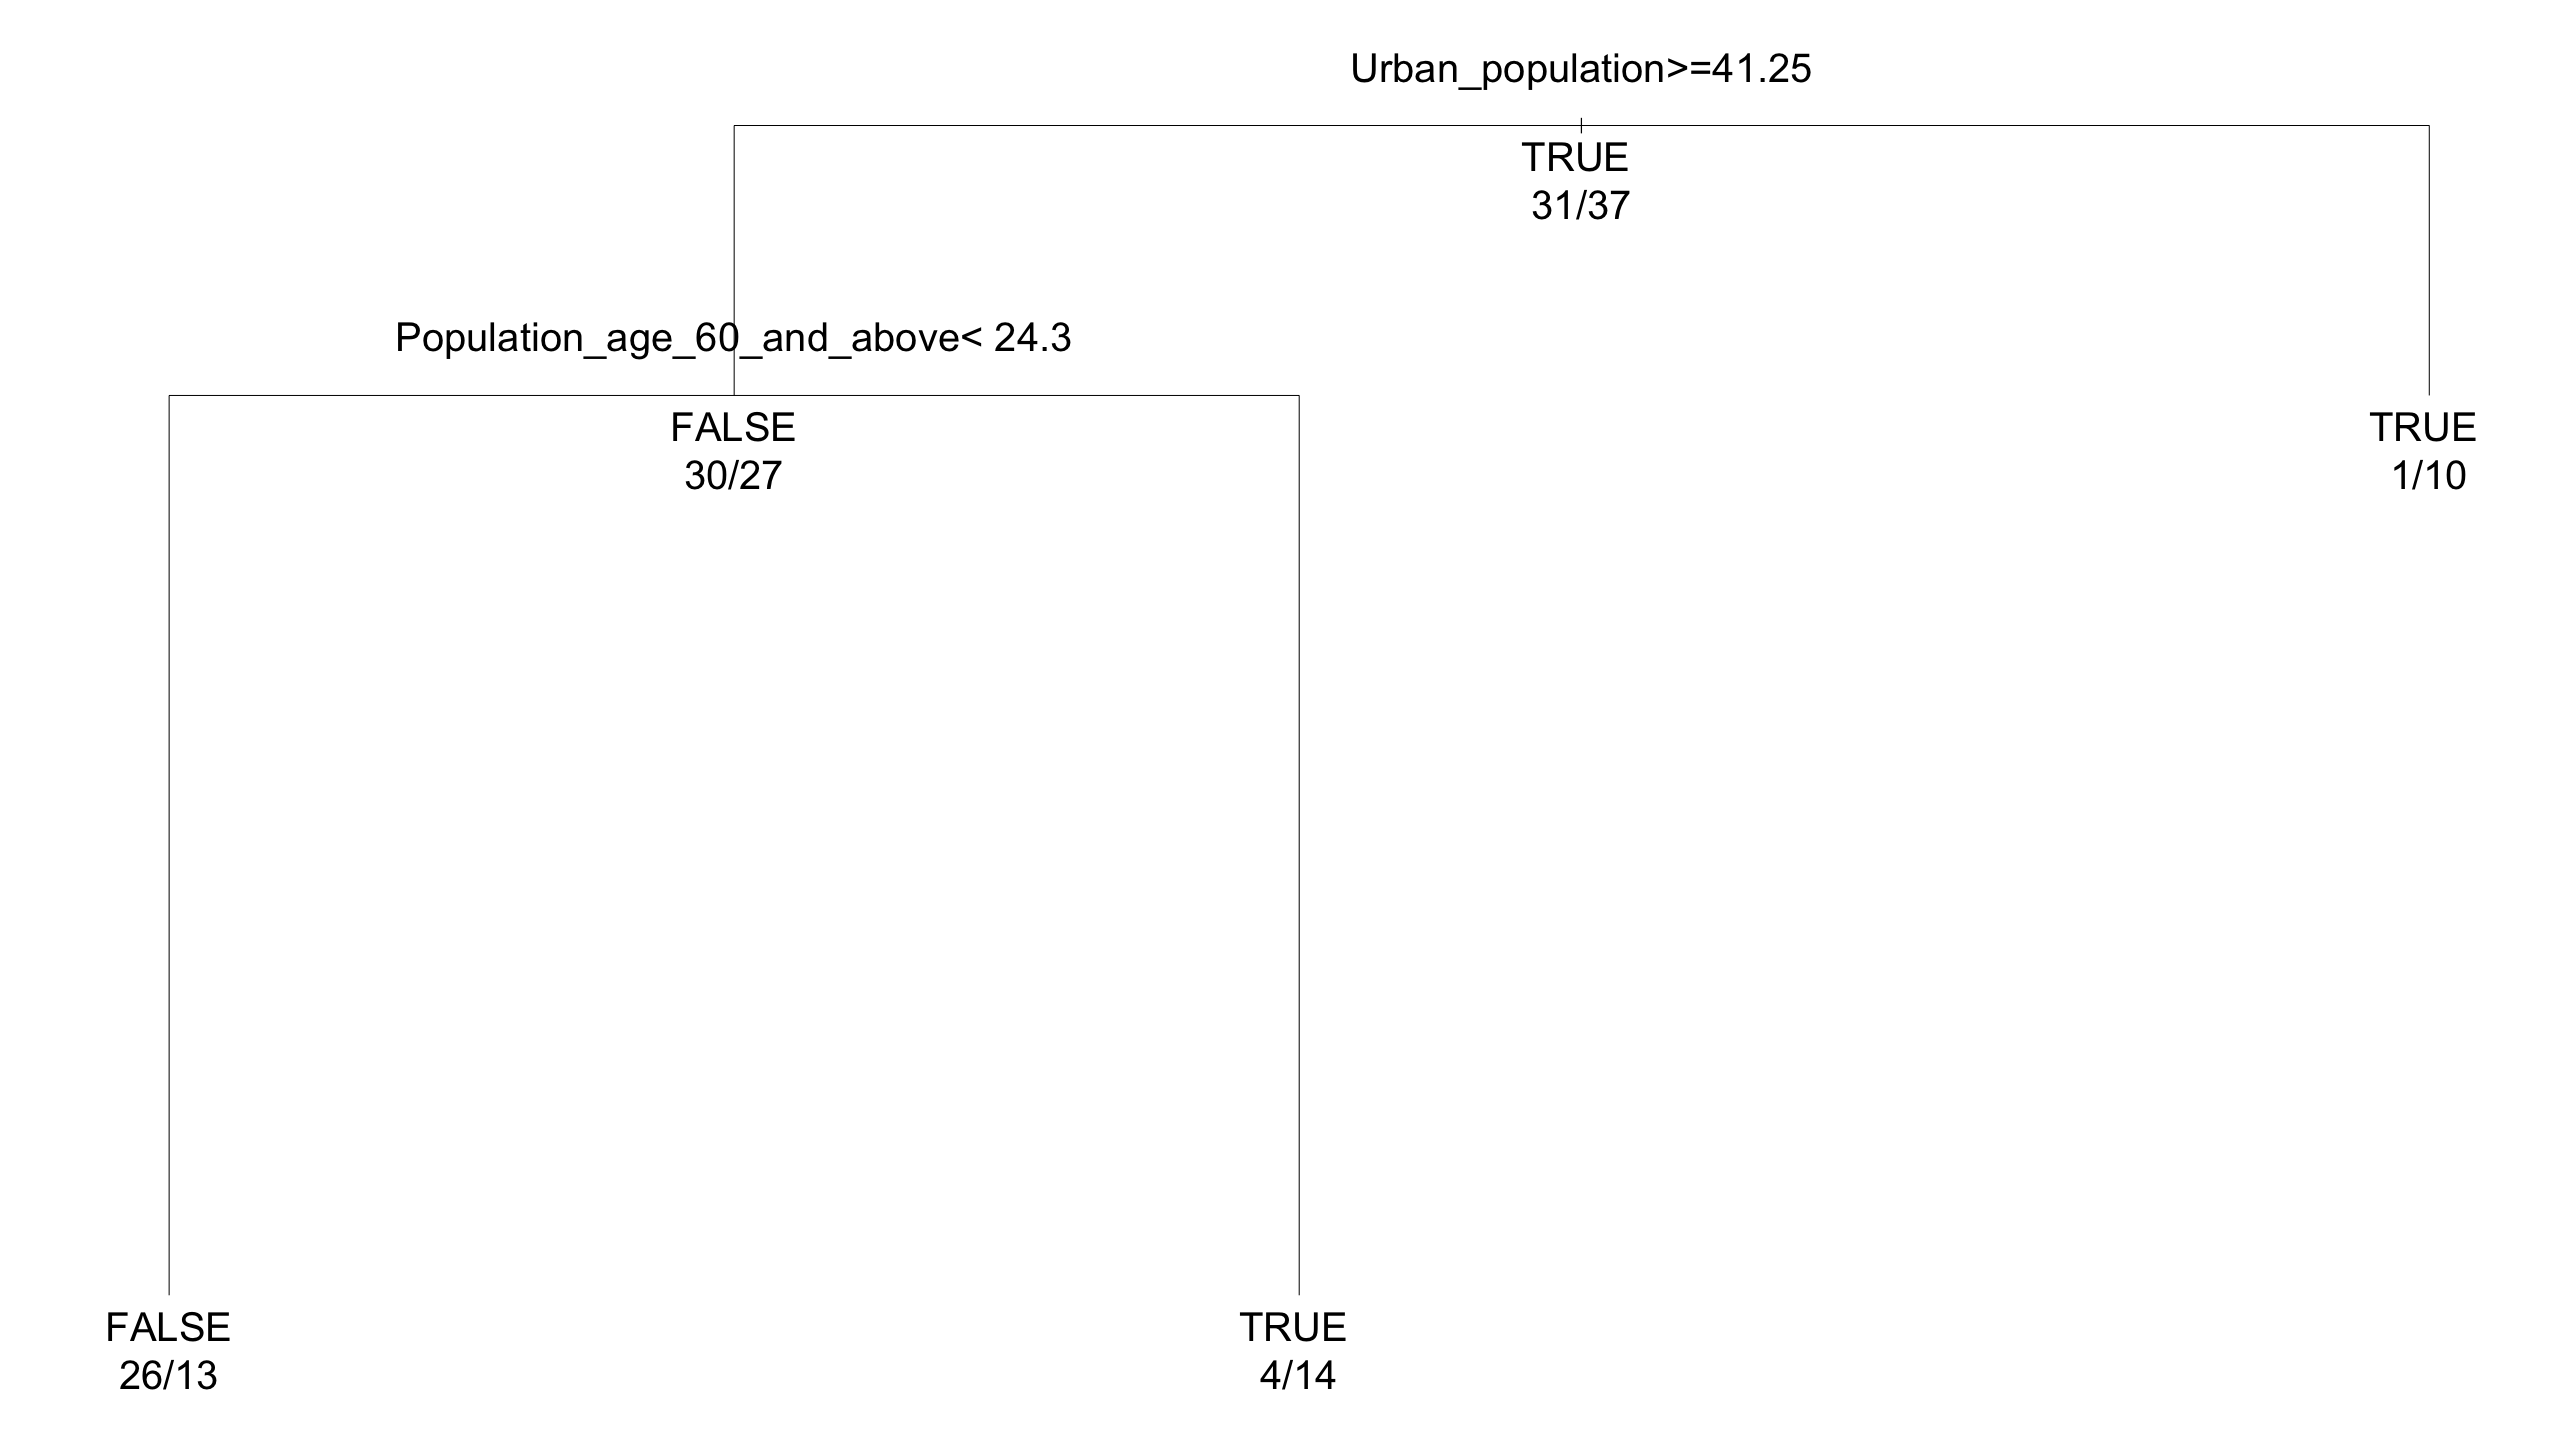 Urban_population>=41.25
TRUE
31/37
Population_age_60_and_above< 24.3
FALSE
30/27
TRUE
1/10
FALSE
26/13
TRUE
4/14